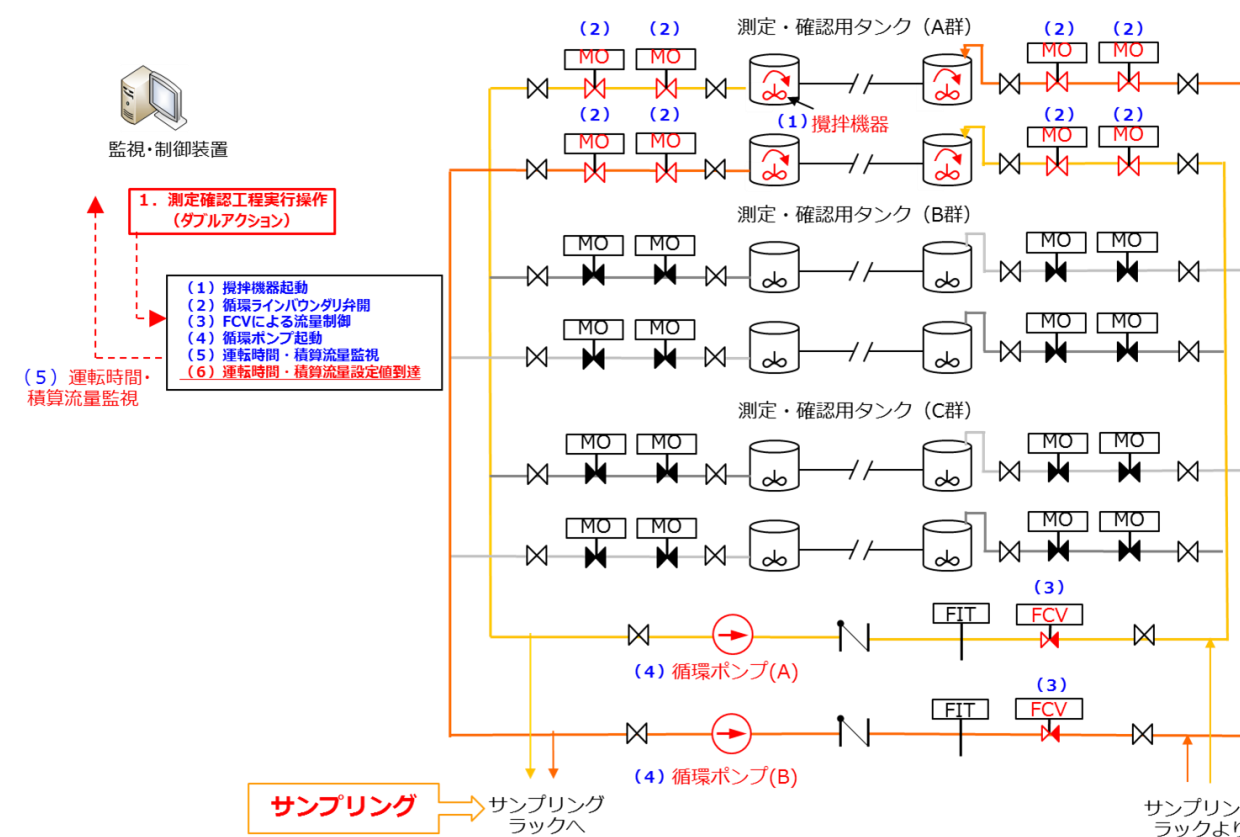 測定・確認用タンク（A群）
（2）
（2）
（2）
（2）
MO
MO
MO
MO
（1）攪拌機器
（2）
（2）
（2）
（2）
MO
MO
MO
MO
監視・制御装置
1．測定確認工程実行操作
（ダブルアクション）
測定・確認用タンク（B群）
MO
MO
MO
MO
（1）攪拌機器起動
（2）循環ラインバウンダリ弁開
（3）FCVによる流量制御
（4）循環ポンプ起動
（5）運転時間・積算流量監視
（6）運転時間・積算流量設定値到達
MO
MO
MO
MO
（5）運転時間・
積算流量監視
測定・確認用タンク（C群）
MO
MO
MO
MO
MO
MO
MO
MO
（3）
FIT
FCV
（4）循環ポンプ(A)
（3）
FIT
FCV
（4）循環ポンプ(B)
サンプリング
サンプリング
ラックへ
サンプリン
ラックより